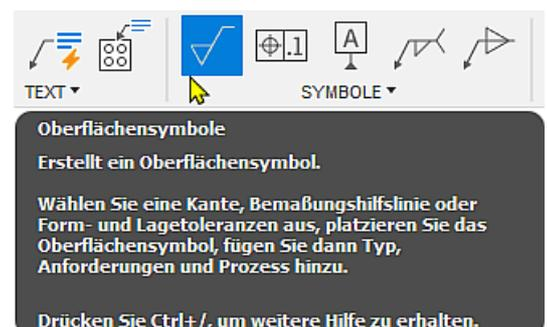 .1
A
TEXT
SYMBOLE
Oberflächensymbole
Erstellt ein Oberflächensymbol.
Wählen Sie eine Kante, Bemaßungshilfslinie oder
Form- und Lagetoleranzen aus, platzieren Sie das
Oberflächensymbol, fügen Sie dann Typ,
Anforderungen und Prozess hinzu.
Drücken Sie Ctrl+/, um weitere Hilfe zu erhalten.